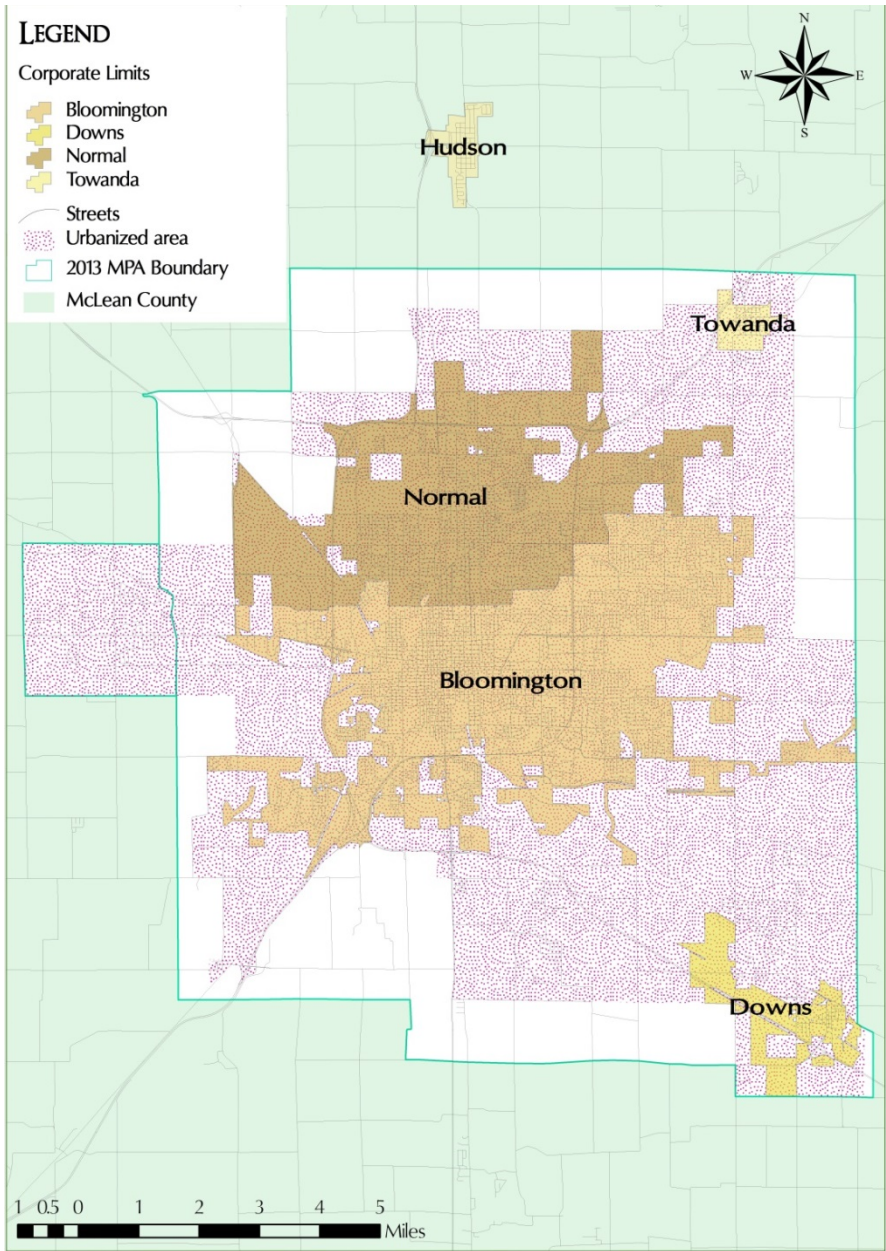 LEGEND
Corporate Limits
Bloomington
Downs
Normal
Towanda
Streets
Urbanized area
2013 MPA Boundary
McLean County
N
W E
S
Hudson
Towanda
Normal
Bloomington
Downs
1 0.5 0 1 2 3 4 5
Miles